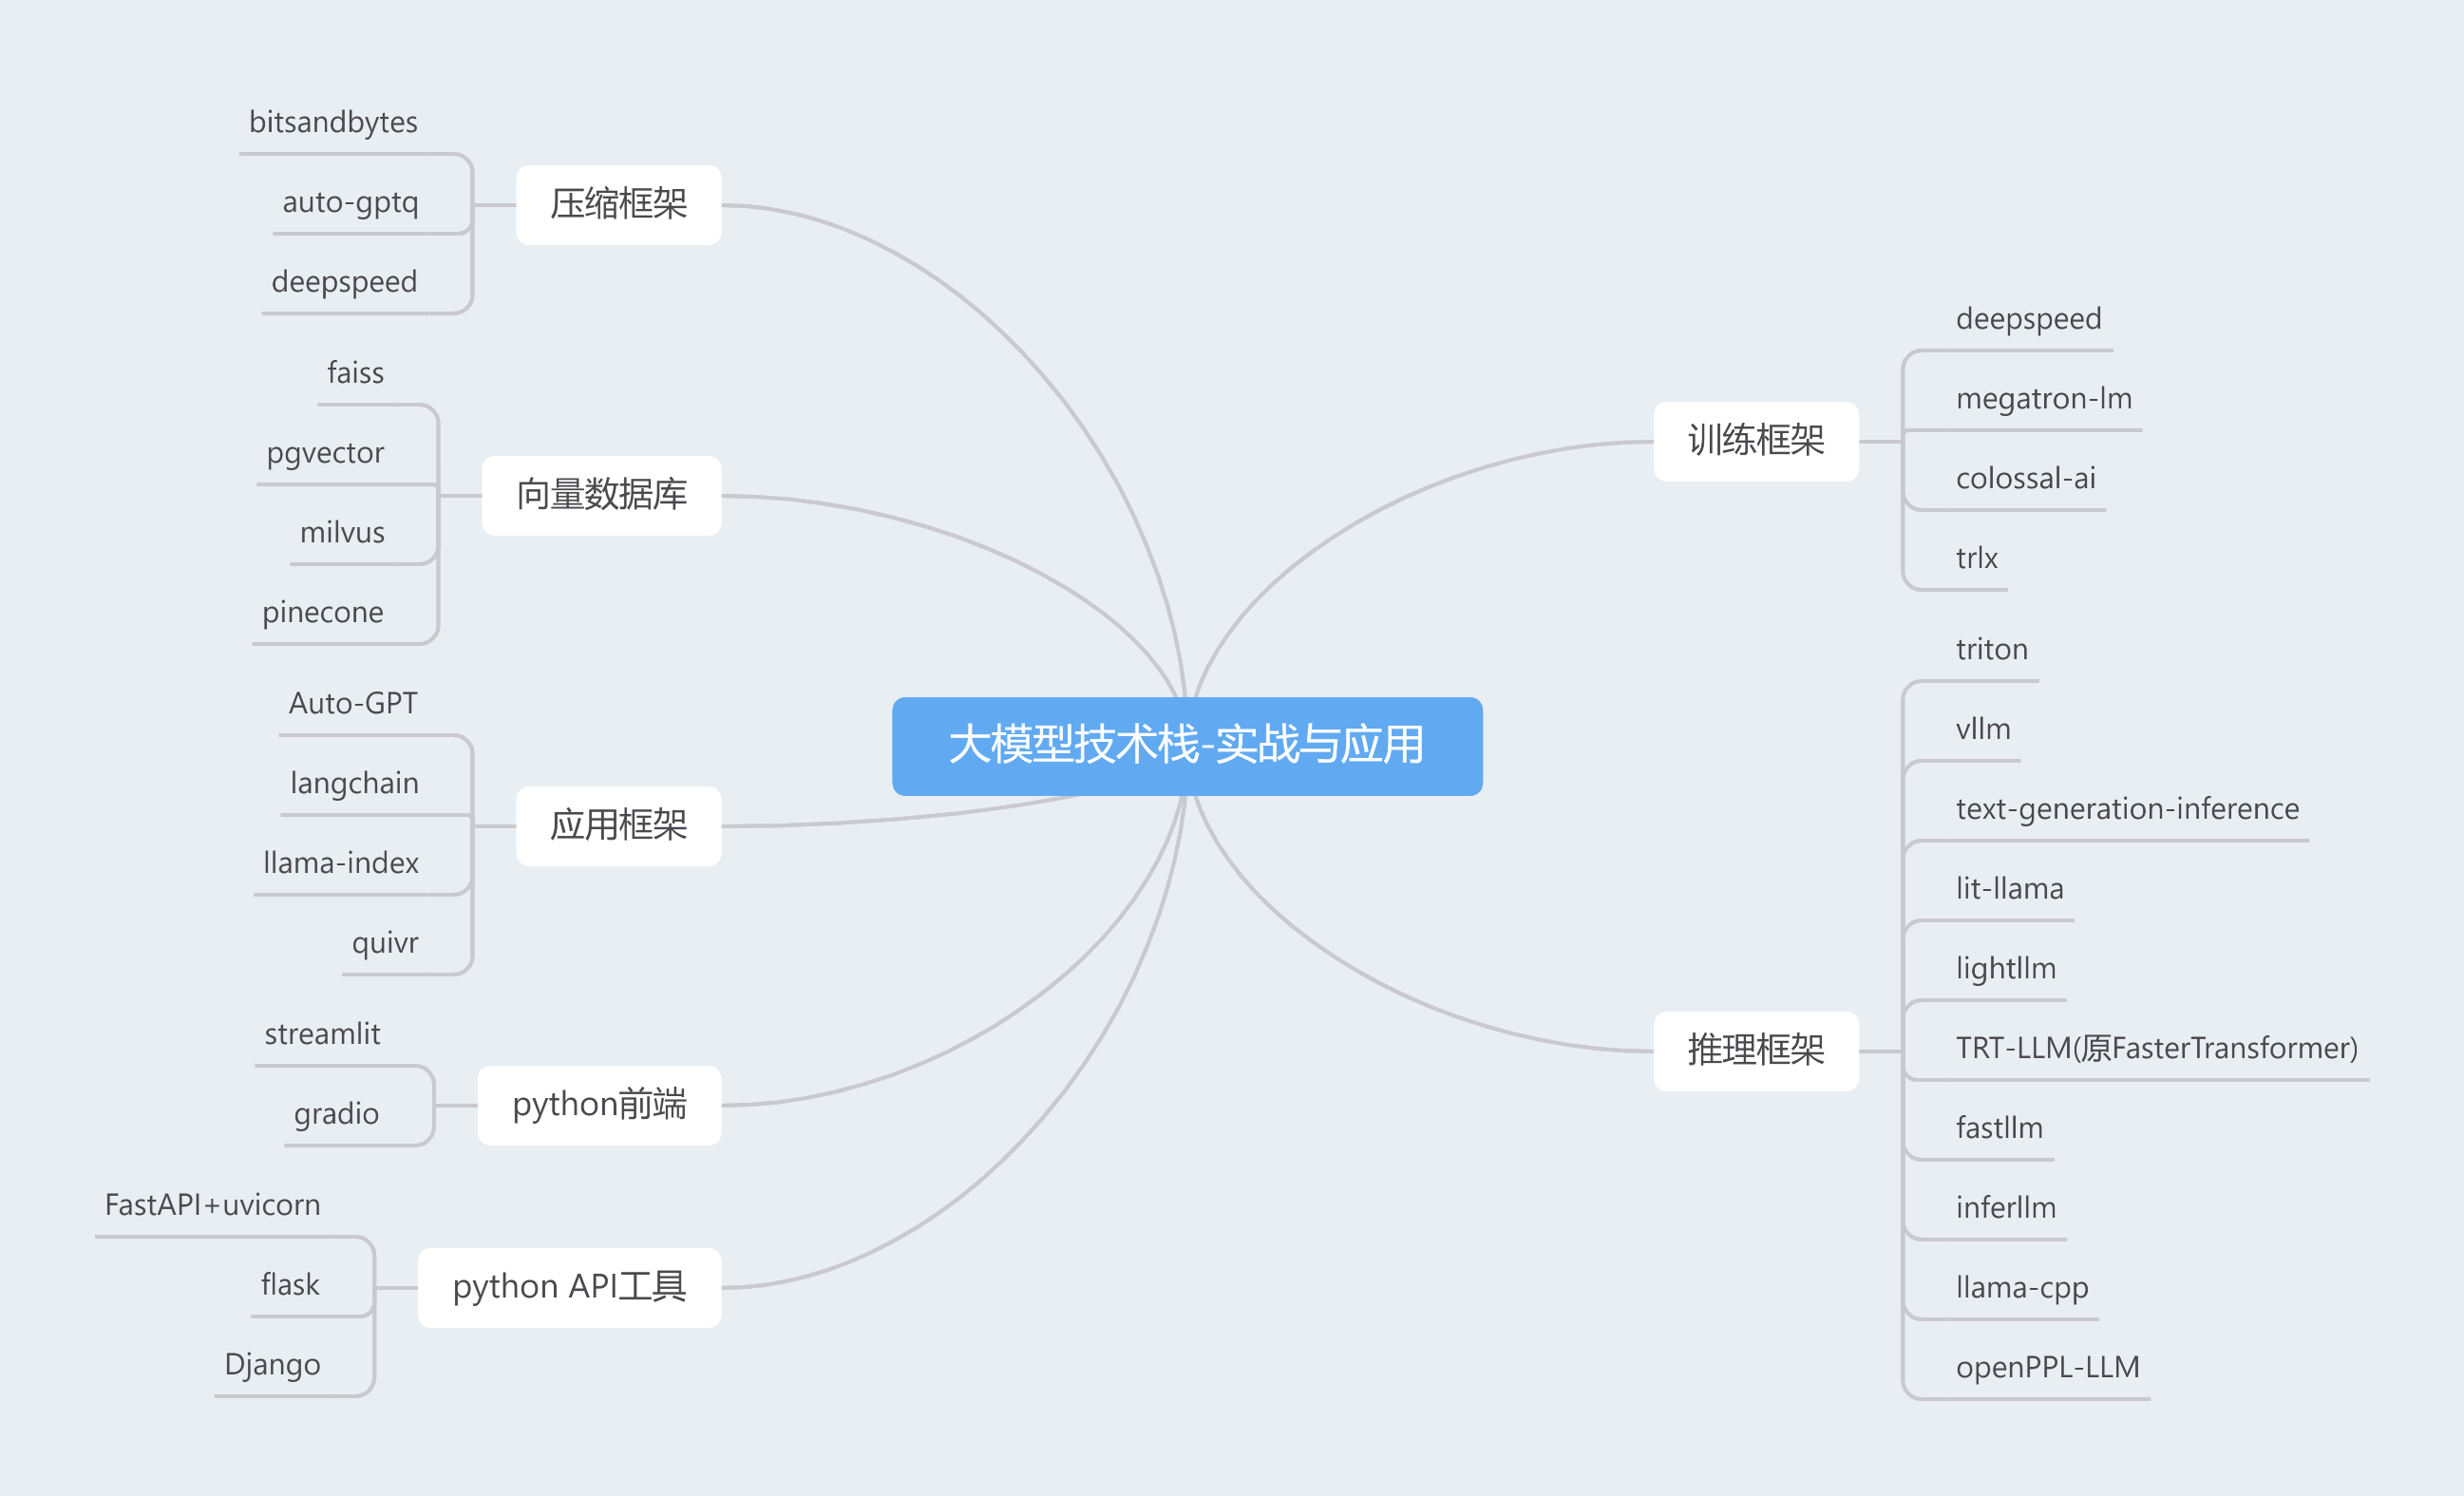 大模型技术栈-实战与应用
训练框架
deepspeed
megatron-lm
colossal-ai
trlx
推理框架
triton
vllm
text-generation-inference
lit-llama
lightllm
TRT-LLM(原FasterTransformer)
fastllm
inferllm
llama-cpp
openPPL-LLM
压缩框架
bitsandbytes
auto-gptq
deepspeed
向量数据库
faiss
pgvector
milvus
pinecone
应用框架
Auto-GPT
langchain
llama-index
quivr
python前端
streamlit
gradio
python API工具
FastAPI+uvicorn
flask
Django